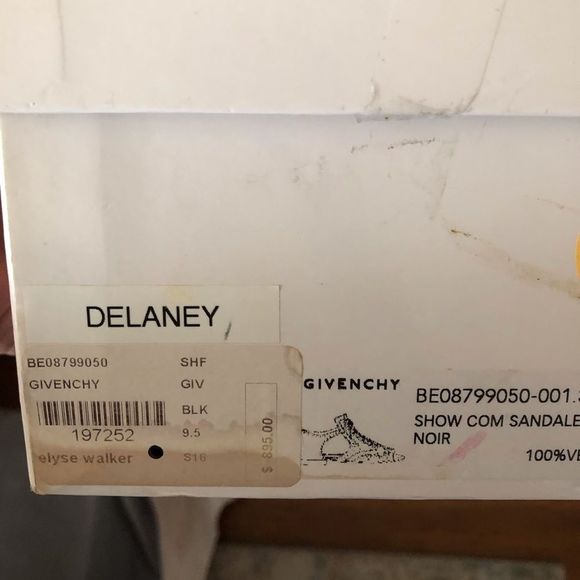 DELANEY
BE08799050 SHF
GIVENCHY GIV
BLK
197252 9.5
elyse walker S16
$ 895.00
GIVENCHY
BE08799050-001.
SHOW COM SANDALE
NOIR
100%VE